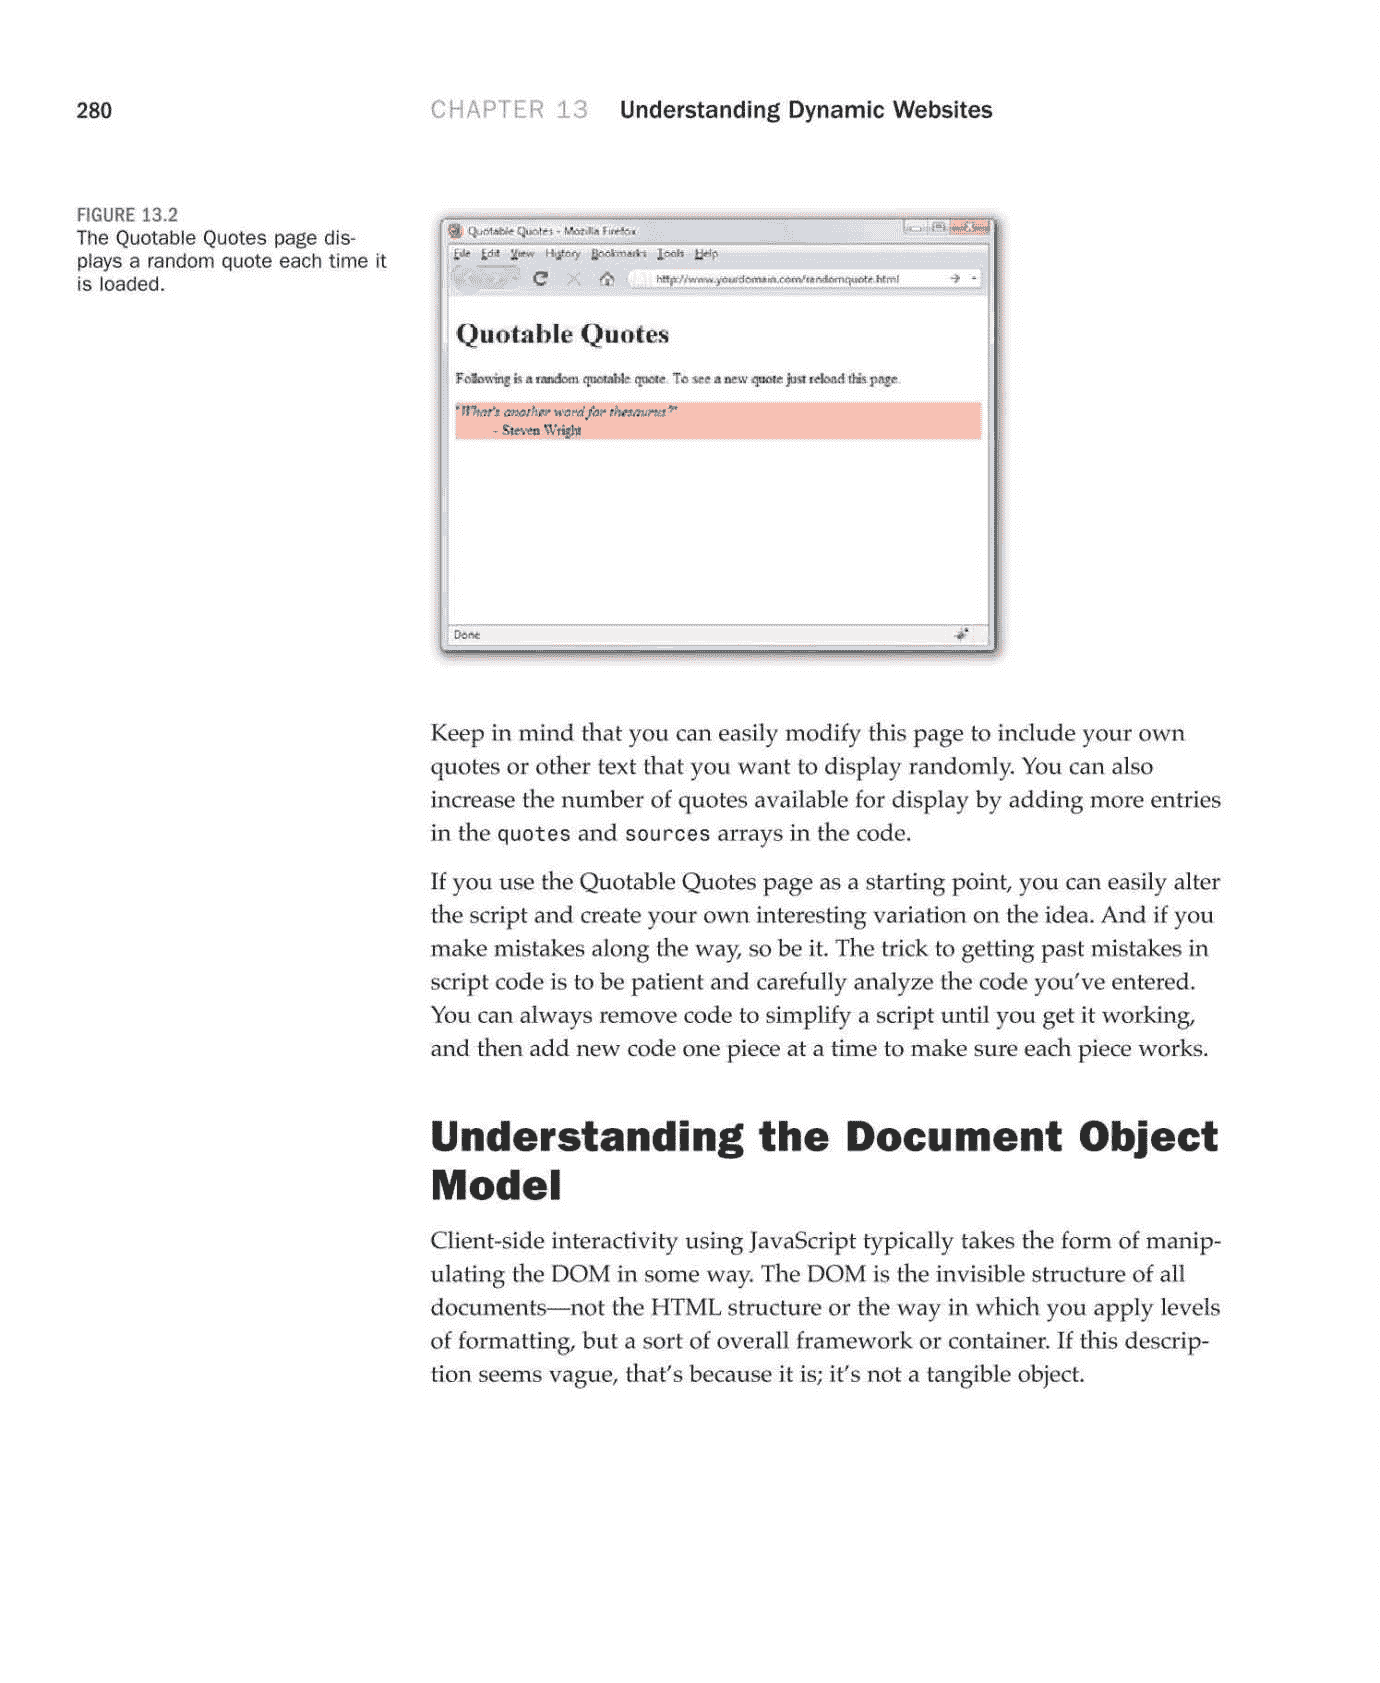 280
CHAPTER 13 Understanding Dynamic Websites
FIGURE 13.2
The Quotable Quotes page dis-
plays a random quote each time it
is loaded.
Quotable Quotes - Mozilla Firefox
File Edit View History Bookmarks Tools Help
http://www.yourdomain.com/randomquote.html
Quotable Quotes
Following is a random quotable quote. To see a new quote just reload this page.
"What's another word for thesaurus?"
- Steven Wright
Done
Keep in mind that you can easily modify this page to include your own
quotes or other text that you want to display randomly. You can also
increase the number of quotes available for display by adding more entries
in the quotes and sources arrays in the code.
If you use the Quotable Quotes page as a starting point, you can easily alter
the script and create your own interesting variation on the idea. And if you
make mistakes along the way, so be it. The trick to getting past mistakes in
script code is to be patient and carefully analyze the code you've entered.
You can always remove code to simplify a script until you get it working,
and then add new code one piece at a time to make sure each piece works.
Understanding the Document Object
Model
Client-side interactivity using JavaScript typically takes the form of manip-
ulating the DOM in some way. The DOM is the invisible structure of all
documents—not the HTML structure or the way in which you apply levels
of formatting, but a sort of overall framework or container. If this descrip-
tion seems vague, that's because it is; it's not a tangible object.